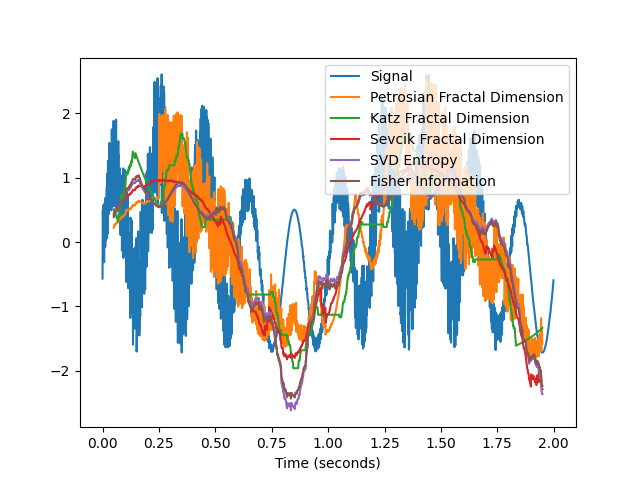 Signal
Petrosian Fractal Dimension
Katz Fractal Dimension
Sevcik Fractal Dimension
SVD Entropy
Fisher Information
2
1
0
−1
−2
0.00 0.25 0.50 0.75 1.00 1.25 1.50 1.75 2.00
Time (seconds)